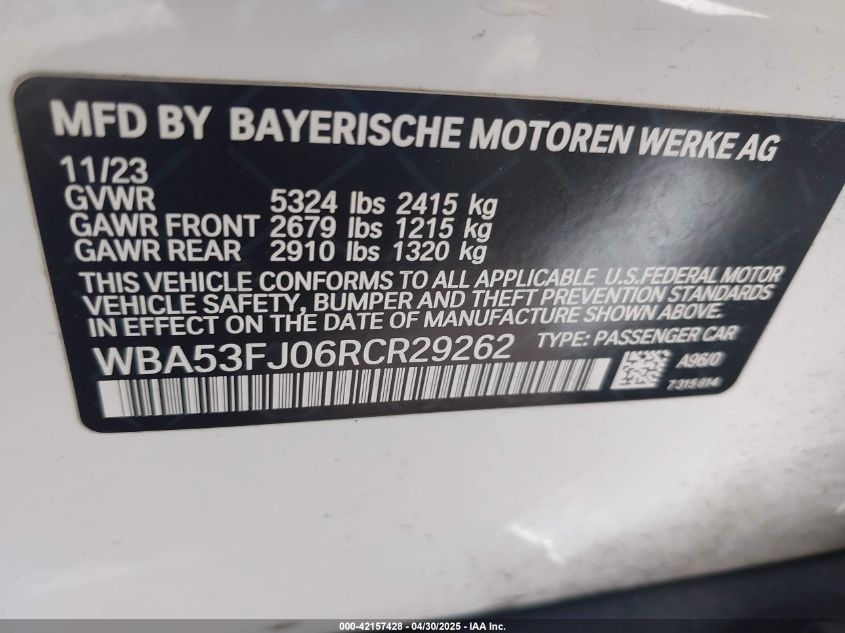 MFD BY BAYERISCHE MOTOREN WERKE AG
11/23
GVWR 5324 lbs 2415 kg
GAWR FRONT 2679 lbs 1215 kg
GAWR REAR 2910 lbs 1320 kg
THIS VEHICLE CONFORMS TO ALL APPLICABLE U.S.FEDERAL MOTOR
VEHICLE SAFETY, BUMPER AND THEFT PREVENTION STANDARDS
IN EFFECT ON THE DATE OF MANUFACTURE SHOWN ABOVE.
WBA53FJ06RCR29262 TYPE: PASSENGER CAR
A96/0
7315014
000-42157428 - 04/30/2025 - IAA Inc.